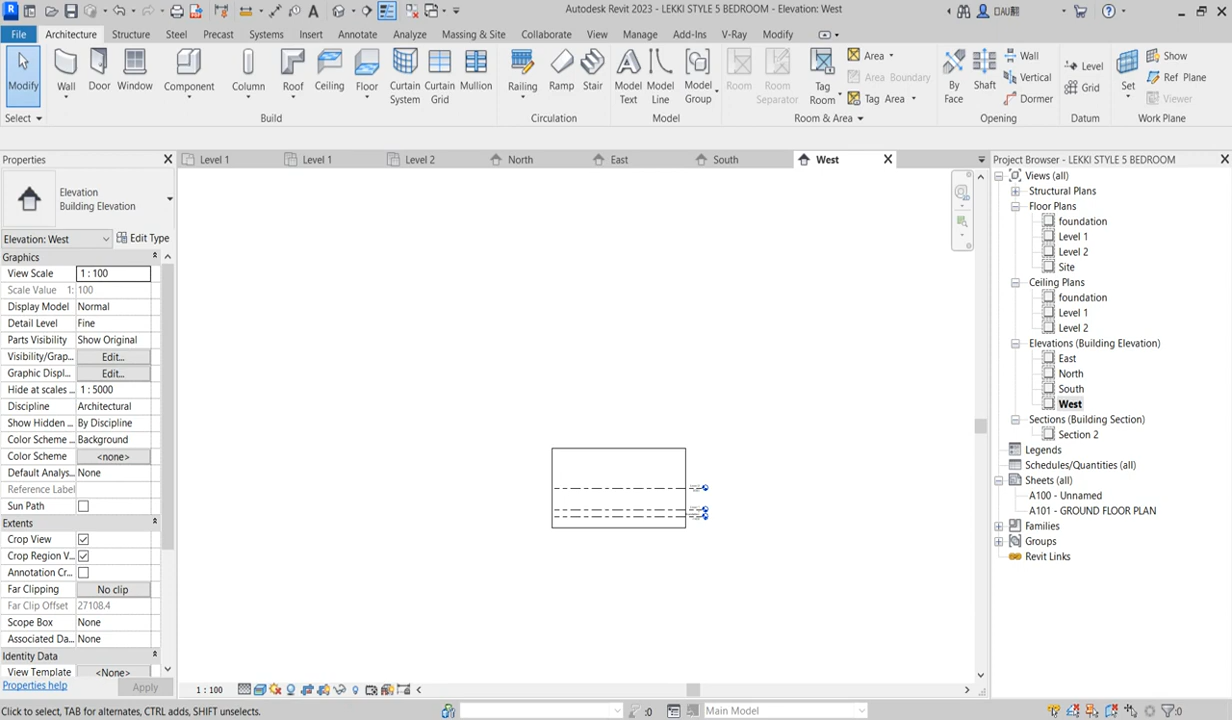 Autodesk Revit 2023 - LEKKI STYLE 5 BEDROOM - Elevation: West
File Architecture Structure Steel Precast Systems Insert Annotate Analyze Massing & Site Collaborate View Manage Add-Ins V-Ray Modify
Modify Wall Door Window Component Column Roof Ceiling Floor Curtain System Curtain Grid Mullion Railing Ramp Stair Model Text Model Line Model Group Room Room Separator Tag Room Area Area Boundary Tag Area By Face Shaft Wall Vertical Dormer Level Grid Set Show Ref Plane Viewer
Select Build Circulation Model Room & Area Opening Datum Work Plane
Properties
Level 1 Level 1 Level 2 North East South West
Project Browser - LEKKI STYLE 5 BEDROOM
Elevation
Building Elevation
Elevation: West Edit Type
Graphics
View Scale 1 : 100
Scale Value 1: 100
Display Model Normal
Detail Level Fine
Parts Visibility Show Original
Visibility/Grap... Edit...
Graphic Displ... Edit...
Hide at scales ... 1 : 5000
Discipline Architectural
Show Hidden ... By Discipline
Color Scheme ... Background
Color Scheme <none>
Default Analys... None
Reference Label
Sun Path
Extents
Crop View
Crop Region V...
Annotation Cr...
Far Clipping No clip
Far Clip Offset 27108.4
Scope Box None
Associated Da... None
Identity Data
View Template <None>
Properties help Apply
Views (all)
Structural Plans
Floor Plans
foundation
Level 1
Level 2
Site
Ceiling Plans
foundation
Level 1
Level 2
Elevations (Building Elevation)
East
North
South
West
Sections (Building Section)
Section 2
Legends
Schedules/Quantities (all)
Sheets (all)
A100 - Unnamed
A101 - GROUND FLOOR PLAN
Families
Groups
Revit Links
1 : 100
Click to select, TAB for alternates, CTRL adds, SHIFT unselects.
:0 Main Model :0